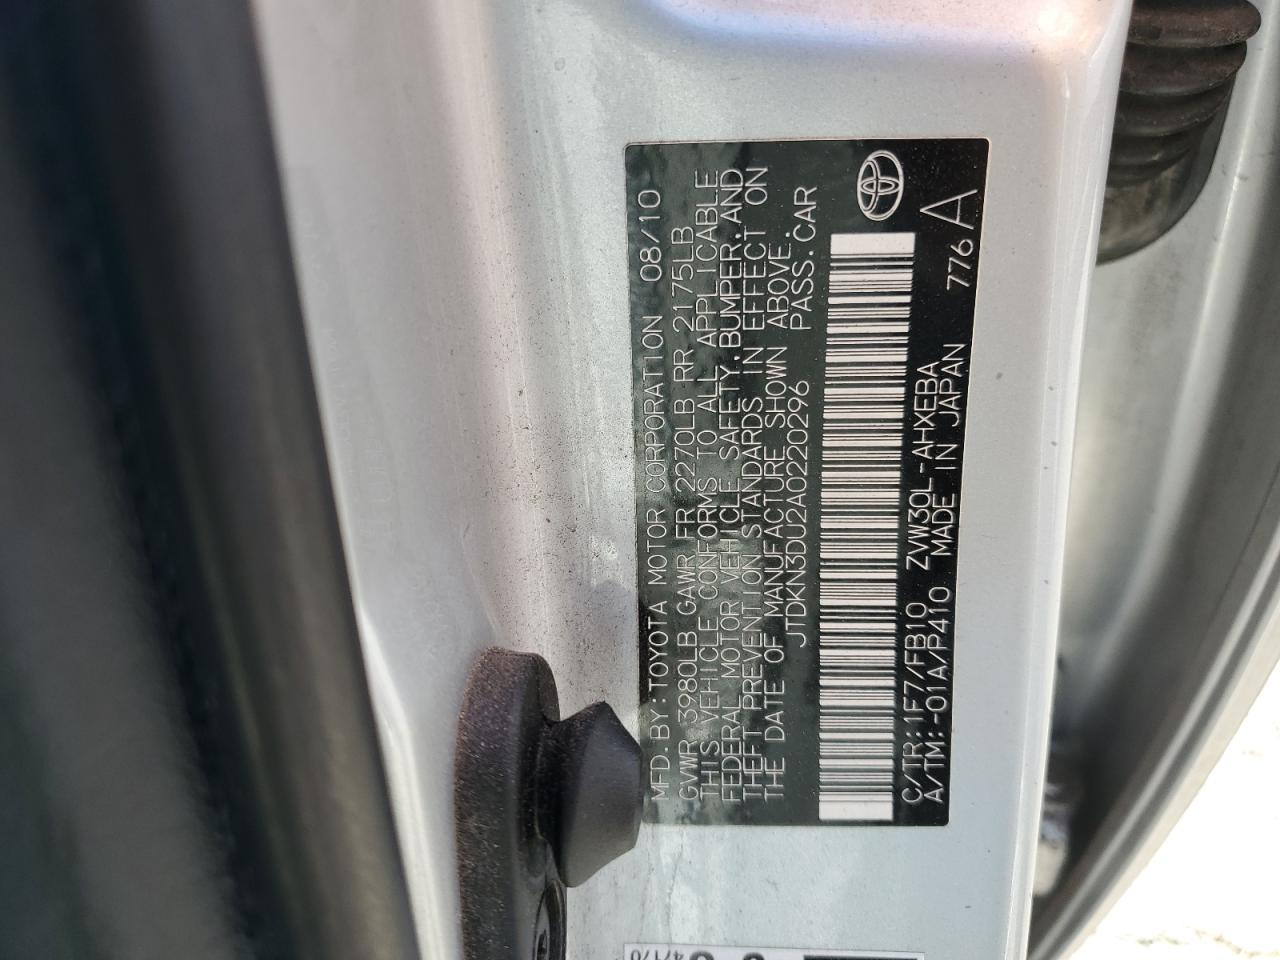 MFD. BY: TOYOTA MOTOR CORPORATION 08/10
GVWR 3980LB GAWR FR 2270LB RR 2175LB
THIS VEHICLE CONFORMS TO ALL APPLICABLE
FEDERAL MOTOR VEHICLE SAFETY, BUMPER, AND
THEFT PREVENTION STANDARDS IN EFFECT ON
THE DATE OF MANUFACTURE SHOWN ABOVE.
JTDKN3DU2A0220296 PASS. CAR
C/TR: 1F7/FB10 ZVW30L-AHXEBA 776
A/TM: -01A/P410 MADE IN JAPAN A